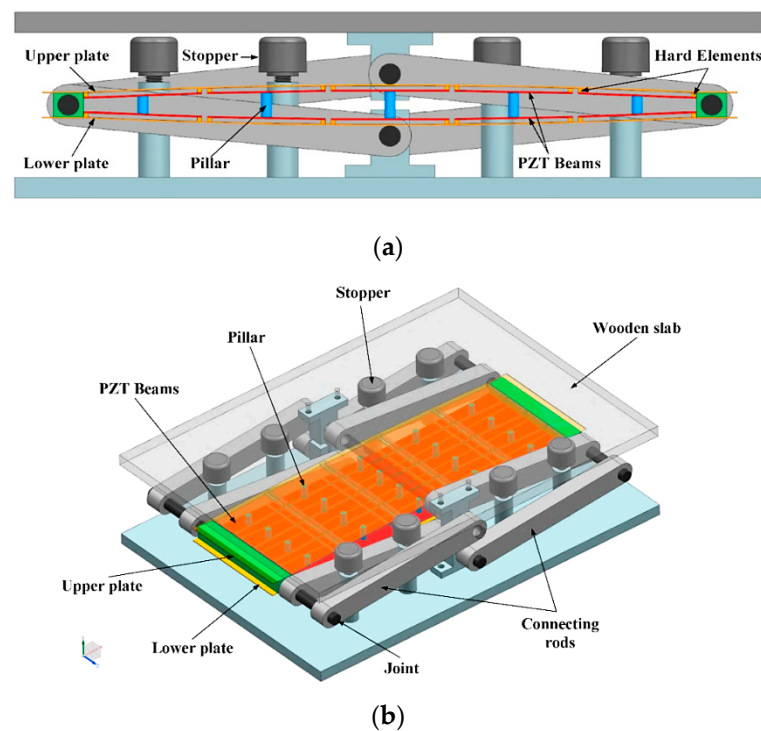 Upper plate
Stopper
Hard Elements
Lower plate
Pillar
PZT Beams
(a)
Stopper
Pillar
Wooden slab
PZT Beams
Upper plate
Lower plate
Joint
Connecting
rods
(b)